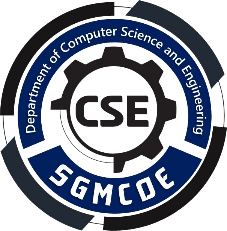 Department of Computer Science and Engineering
CSE
SGMCOE